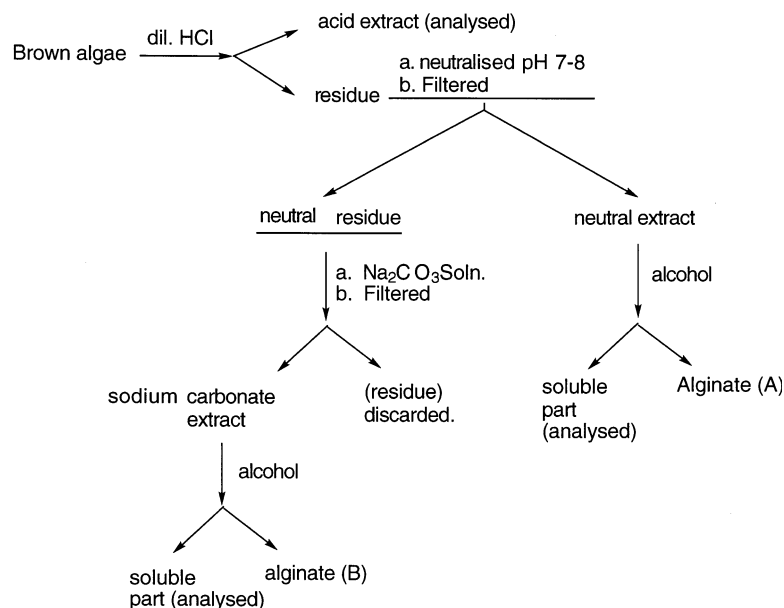 acid extract (analysed)
dil. HCl
Brown algae
a. neutralised pH 7-8
b. Filtered
residue
neutral residue
neutral extract
a. Na₂C O₃Soln.
b. Filtered
alcohol
sodium carbonate
extract
(residue)
discarded.
soluble
part
(analysed)
Alginate (A)
alcohol
soluble
part (analysed)
alginate (B)